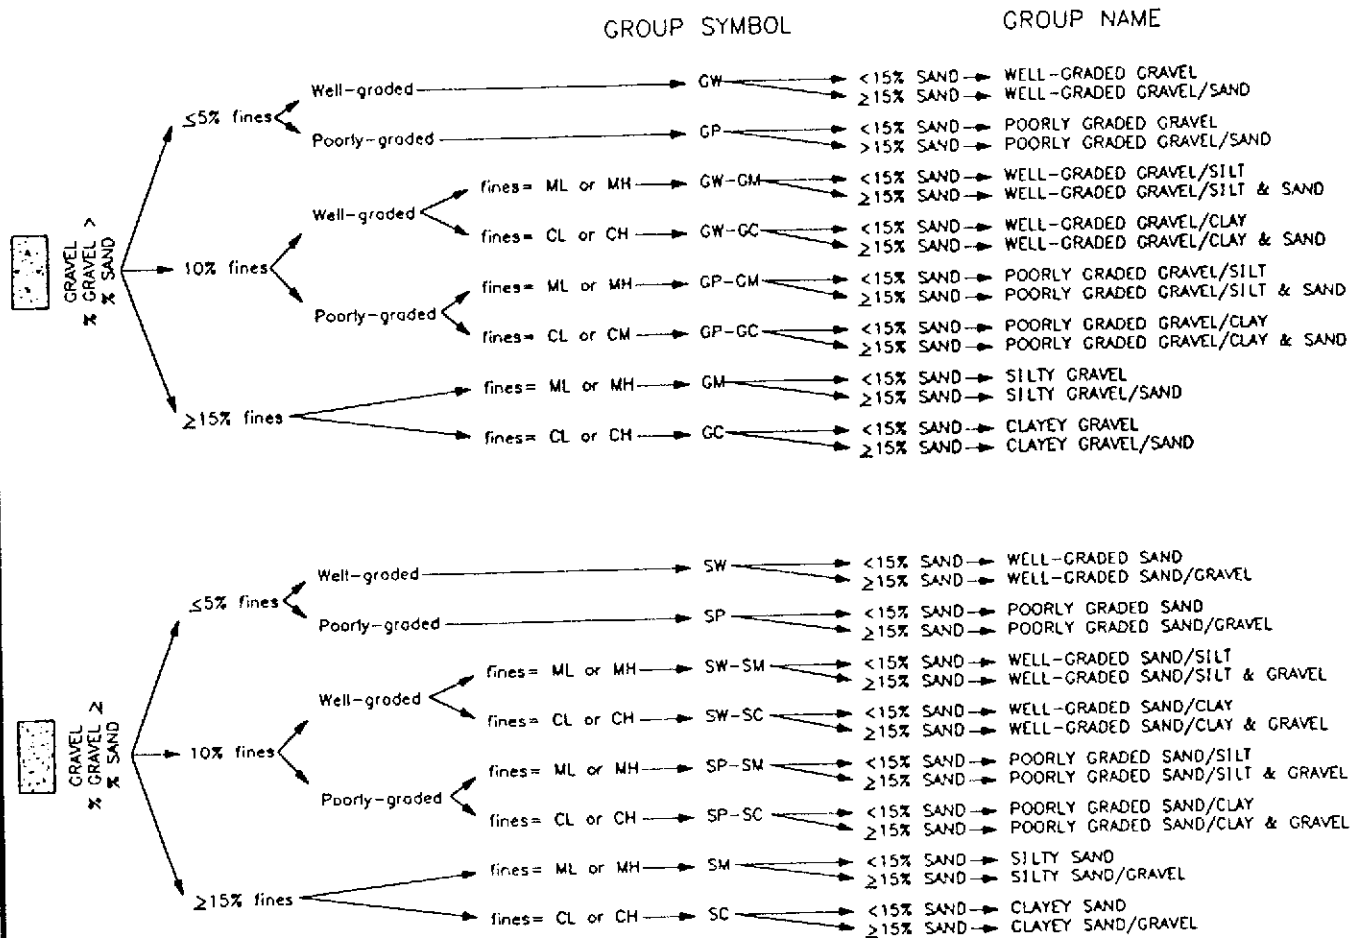 GROUP SYMBOL GROUP NAME
Well-graded GW <15% SAND WELL-GRADED GRAVEL
≥15% SAND WELL-GRADED GRAVEL/SAND
≤5% fines
Poorly-graded GP <15% SAND POORLY GRADED GRAVEL
>15% SAND POORLY GRADED GRAVEL/SAND
fines= ML or MH GW-GM <15% SAND WELL-GRADED GRAVEL/SILT
≥15% SAND WELL-GRADED GRAVEL/SILT & SAND
Well-graded
fines= CL or CH GW-GC <15% SAND WELL-GRADED GRAVEL/CLAY
≥15% SAND WELL-GRADED GRAVEL/CLAY & SAND
GRAVEL
% GRAVEL >
% SAND
10% fines
fines= ML or MH GP-GM <15% SAND POORLY GRADED GRAVEL/SILT
≥15% SAND POORLY GRADED GRAVEL/SILT & SAND
Poorly-graded
fines= CL or CM GP-GC <15% SAND POORLY GRADED GRAVEL/CLAY
≥15% SAND POORLY GRADED GRAVEL/CLAY & SAND
fines= ML or MH GM <15% SAND SILTY GRAVEL
≥15% SAND SILTY GRAVEL/SAND
≥15% fines
fines= CL or CH GC <15% SAND CLAYEY GRAVEL
≥15% SAND CLAYEY GRAVEL/SAND
Well-graded SW <15% SAND WELL-GRADED SAND
≥15% SAND WELL-GRADED SAND/GRAVEL
≤5% fines
Poorly-graded SP <15% SAND POORLY GRADED SAND
≥15% SAND POORLY GRADED SAND/GRAVEL
fines= ML or MH SW-SM <15% SAND WELL-GRADED SAND/SILT
≥15% SAND WELL-GRADED SAND/SILT & GRAVEL
Well-graded
fines= CL or CH SW-SC <15% SAND WELL-GRADED SAND/CLAY
≥15% SAND WELL-GRADED SAND/CLAY & GRAVEL
GRAVEL
% GRAVEL ≥
% SAND
10% fines
fines= ML or MH SP-SM <15% SAND POORLY GRADED SAND/SILT
≥15% SAND POORLY GRADED SAND/SILT & GRAVEL
Poorly-graded
fines= CL or CH SP-SC <15% SAND POORLY GRADED SAND/CLAY
≥15% SAND POORLY GRADED SAND/CLAY & GRAVEL
fines= ML or MH SM <15% SAND SILTY SAND
≥15% SAND SILTY SAND/GRAVEL
≥15% fines
fines= CL or CH SC <15% SAND CLAYEY SAND
≥15% SAND CLAYEY SAND/GRAVEL